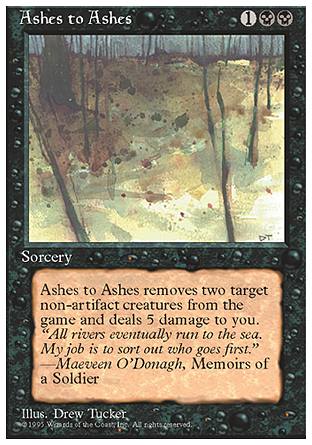 Ashes to Ashes 1
Sorcery
Ashes to Ashes removes two target
non-artifact creatures from the
game and deals 5 damage to you.
“All rivers eventually run to the sea.
My job is to sort out who goes first.”
—Maeveen O’Donagh, Memoirs of
a Soldier
DT
Illus. Drew Tucker
©1995 Wizards of the Coast, Inc. All rights reserved.